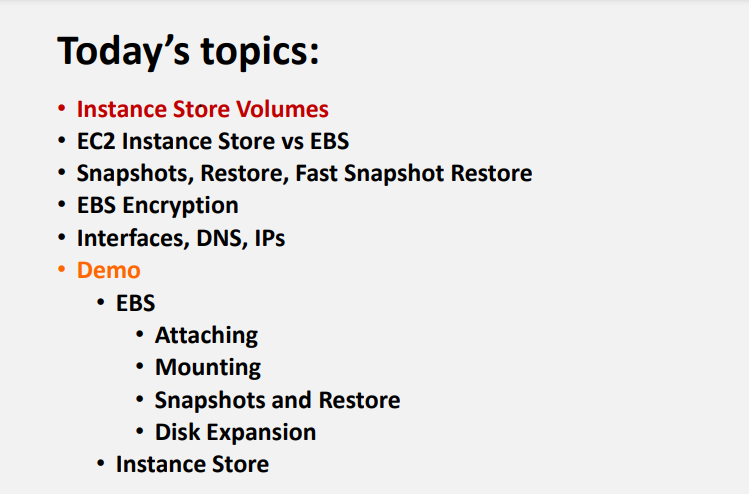 Today’s topics:
• Instance Store Volumes
• EC2 Instance Store vs EBS
• Snapshots, Restore, Fast Snapshot Restore
• EBS Encryption
• Interfaces, DNS, IPs
• Demo
• EBS
• Attaching
• Mounting
• Snapshots and Restore
• Disk Expansion
• Instance Store